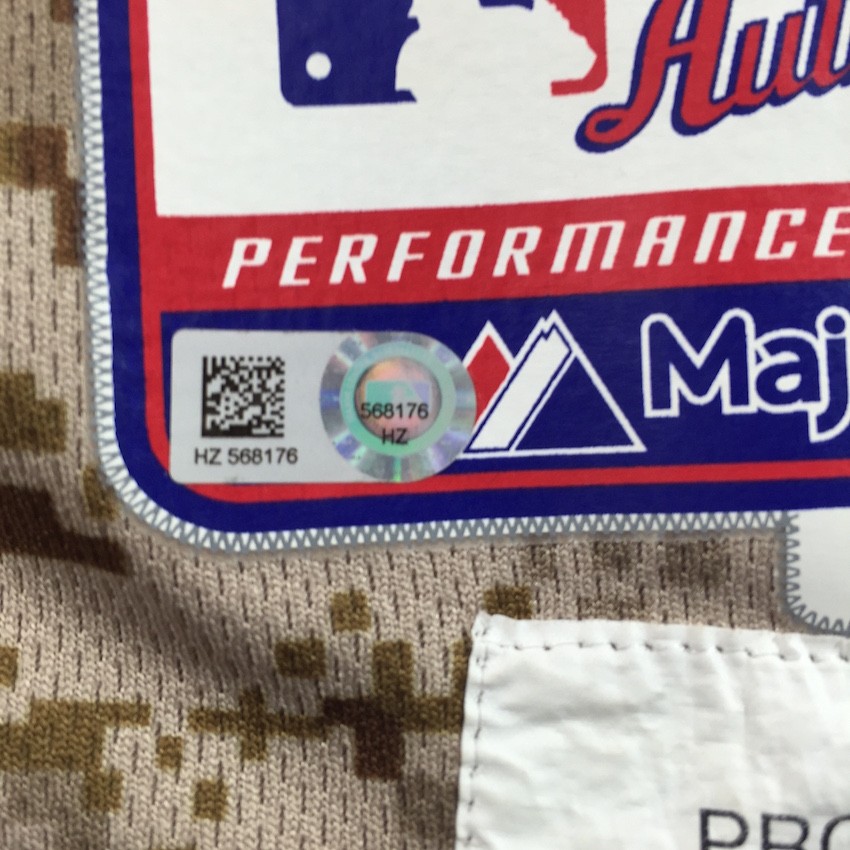 Au
PERFORMANCE
Maj
568176
HZ
HZ 568176
PRO